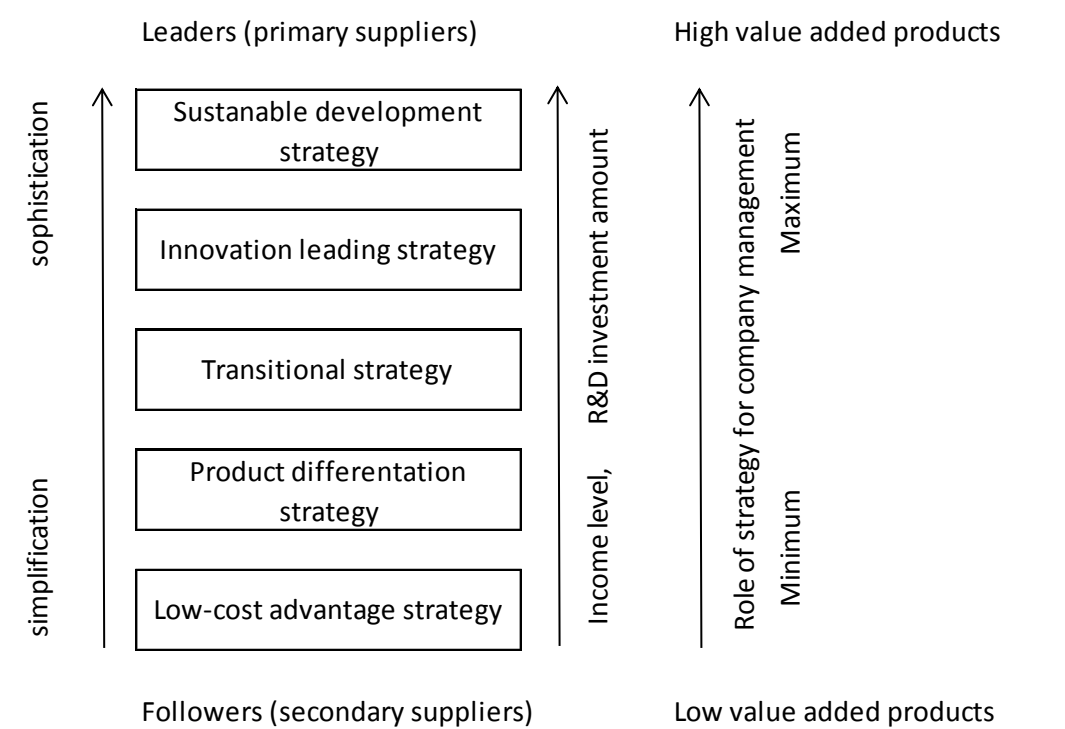 Leaders (primary suppliers)
High value added products
sophistication
simplification
Sustanable development
strategy
Innovation leading strategy
Transitional strategy
Product differentation
strategy
Low-cost advantage strategy
Income level, R&D investment amount
Role of strategy for company management
Minimum Maximum
Followers (secondary suppliers)
Low value added products